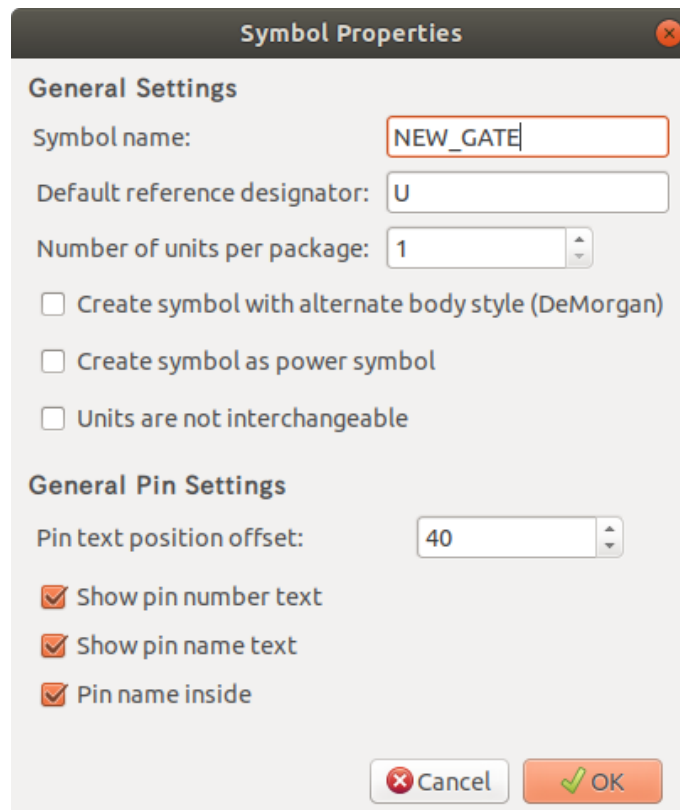 Symbol Properties
General Settings
Symbol name: NEW_GATE
Default reference designator: U
Number of units per package: 1
Create symbol with alternate body style (DeMorgan)
Create symbol as power symbol
Units are not interchangeable
General Pin Settings
Pin text position offset: 40
Show pin number text
Show pin name text
Pin name inside
Cancel OK